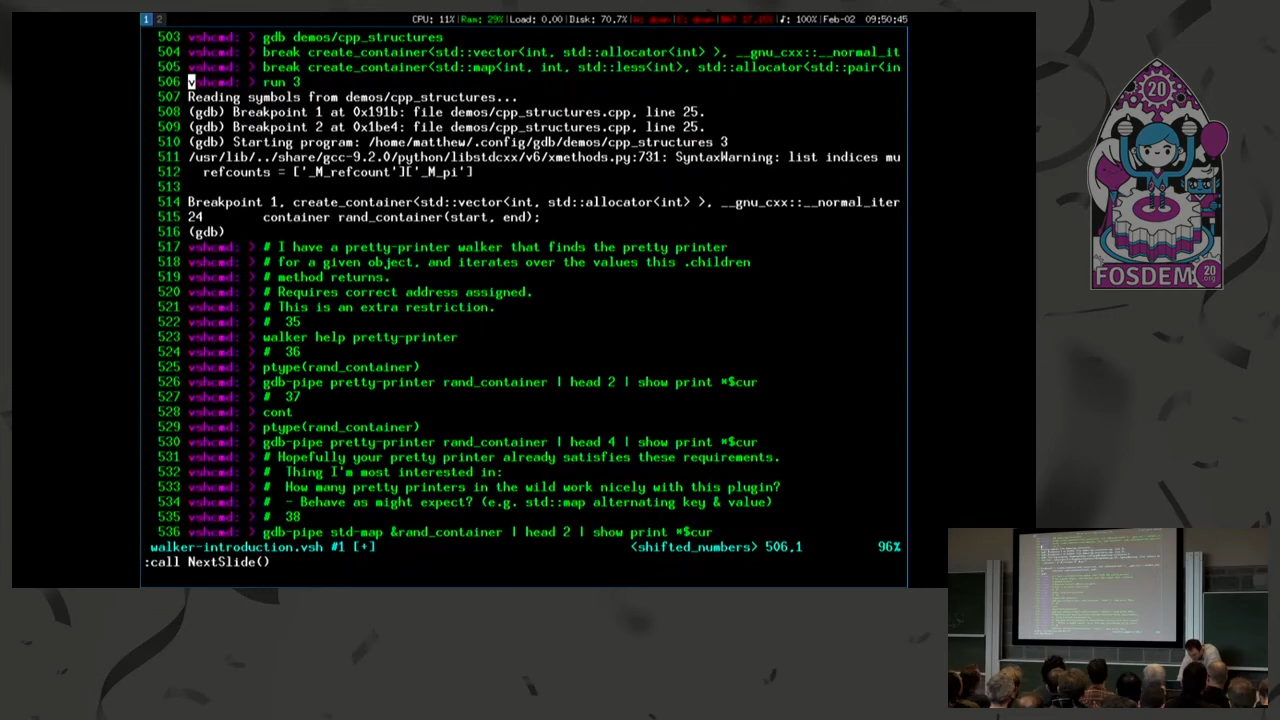 1 2 CPU: 11% Ram: 29% Load: 0.00 Disk: 70.7% W: down E: down BAT ♪: 100% Feb-02 09:50:45
503 vshcmd: > gdb demos/cpp_structures
504 vshcmd: > break create_container<std::vector<int, std::allocator<int> >, __gnu_cxx::__normal_it
505 vshcmd: > break create_container<std::map<int, int, std::less<int>, std::allocator<std::pair<in
506 vshcmd: > run 3
507 Reading symbols from demos/cpp_structures...
508 (gdb) Breakpoint 1 at 0x191b: file demos/cpp_structures.cpp, line 25.
509 (gdb) Breakpoint 2 at 0x1be4: file demos/cpp_structures.cpp, line 25.
510 (gdb) Starting program: /home/matthew/.config/gdb/demos/cpp_structures 3
511 /usr/lib/../share/gcc-9.2.0/python/libstdcxx/v6/xmethods.py:731: SyntaxWarning: list indices mu
512   refcounts = ['_M_refcount']['_M_pi']
513
514 Breakpoint 1, create_container<std::vector<int, std::allocator<int> >, __gnu_cxx::__normal_iter
515 24        container rand_container(start, end);
516 (gdb)
517 vshcmd: > # I have a pretty-printer walker that finds the pretty printer
518 vshcmd: > # for a given object, and iterates over the values this .children
519 vshcmd: > # method returns.
520 vshcmd: > # Requires correct address assigned.
521 vshcmd: > # This is an extra restriction.
522 vshcmd: > #  35
523 vshcmd: > walker help pretty-printer
524 vshcmd: > #  36
525 vshcmd: > ptype(rand_container)
526 vshcmd: > gdb-pipe pretty-printer rand_container | head 2 | show print *$cur
527 vshcmd: > #  37
528 vshcmd: > cont
529 vshcmd: > ptype(rand_container)
530 vshcmd: > gdb-pipe pretty-printer rand_container | head 4 | show print *$cur
531 vshcmd: > # Hopefully your pretty printer already satisfies these requirements.
532 vshcmd: > #  Thing I'm most interested in:
533 vshcmd: > #  How many pretty printers in the wild work nicely with this plugin?
534 vshcmd: > #  - Behave as might expect? (e.g. std::map alternating key & value)
535 vshcmd: > #  38
536 vshcmd: > gdb-pipe std-map &rand_container | head 2 | show print *$cur
walker-introduction.vsh #1 [+] <shifted_numbers> 506,1 96%
:call NextSlide()
20
FOSDEM 20 .org